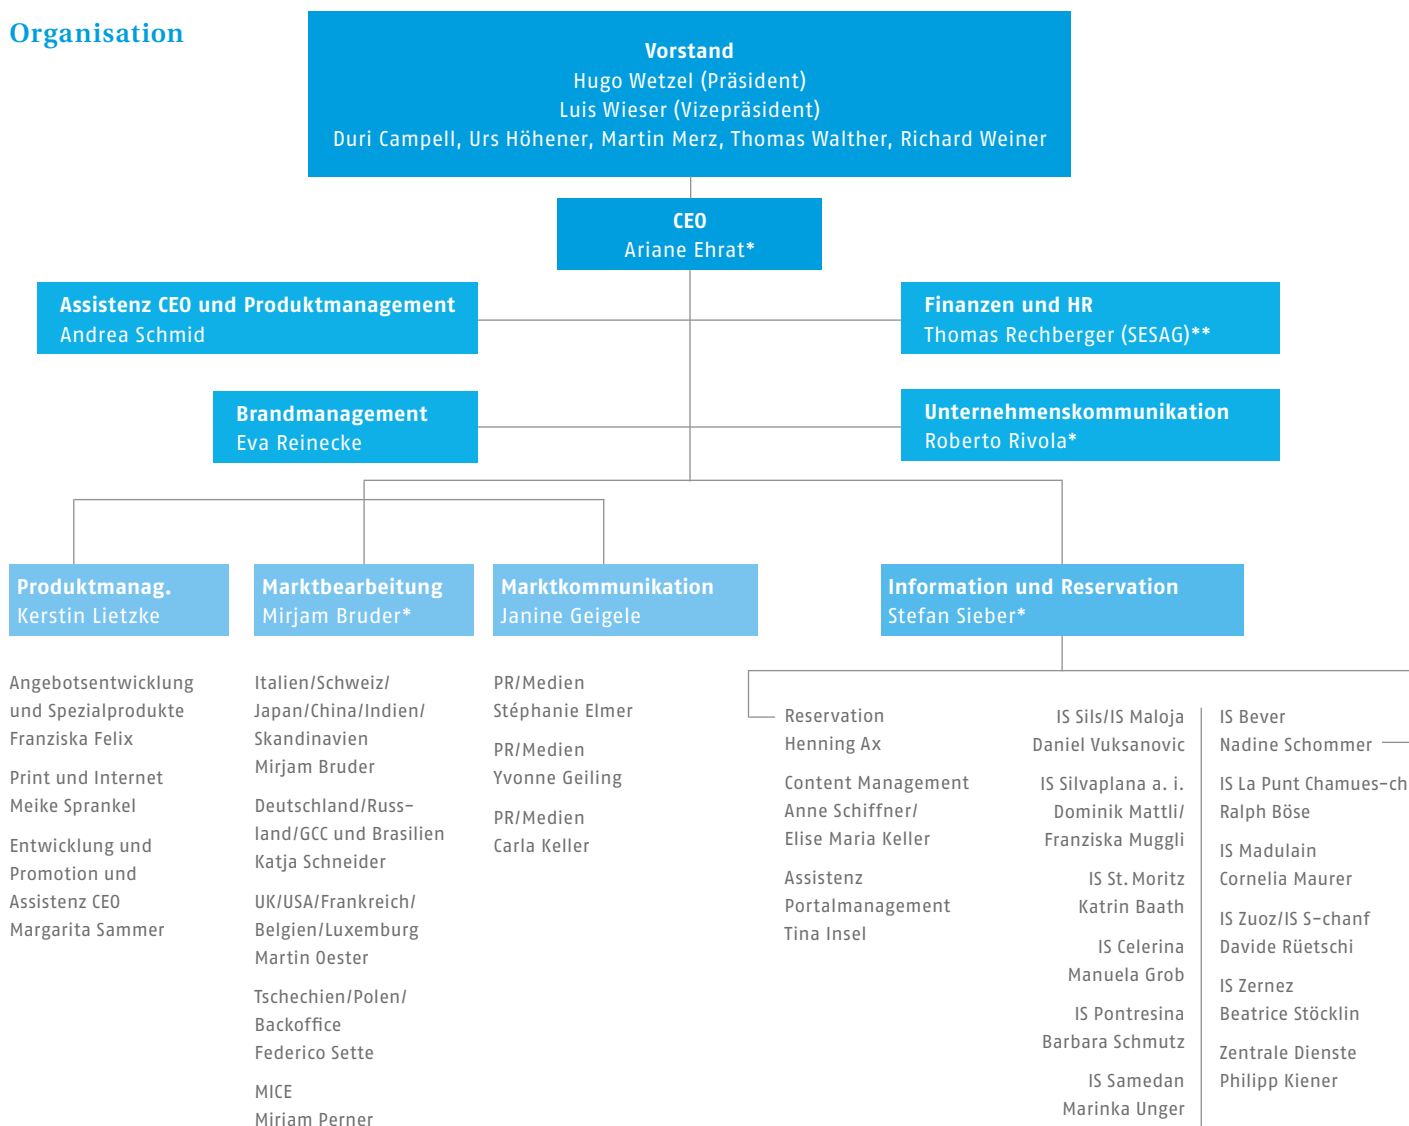 Organisation
Vorstand
Hugo Wetzel (Präsident)
Luis Wieser (Vizepräsident)
Duri Campell, Urs Höhener, Martin Merz, Thomas Walther, Richard Weiner
CEO
Ariane Ehrat*
Assistenz CEO und Produktmanagement
Andrea Schmid
Finanzen und HR
Thomas Rechberger (SESAG)**
Brandmanagement
Eva Reinecke
Unternehmenskommunikation
Roberto Rivola*
Produktmanag.
Kerstin Lietzke
Marktbearbeitung
Mirjam Bruder*
Marktkommunikation
Janine Geigele
Information und Reservation
Stefan Sieber*
Angebotsentwicklung
und Spezialprodukte
Franziska Felix
Print und Internet
Meike Sprankel
Entwicklung und
Promotion und
Assistenz CEO
Margarita Sammer
Italien/Schweiz/
Japan/China/Indien/
Skandinavien
Mirjam Bruder
Deutschland/Russ-
land/GCC und Brasilien
Katja Schneider
UK/USA/Frankreich/
Belgien/Luxemburg
Martin Oester
Tschechien/Polen/
Backoffice
Federico Sette
MICE
Miriam Perner
PR/Medien
Stéphanie Elmer
PR/Medien
Yvonne Geiling
PR/Medien
Carla Keller
Reservation
Henning Ax
Content Management
Anne Schiffner/
Elise Maria Keller
Assistenz
Portalmanagement
Tina Insel
IS Sils/IS Maloja
Daniel Vuksanovic
IS Silvaplana a. i.
Dominik Mattli/
Franziska Muggli
IS St. Moritz
Katrin Baath
IS Celerina
Manuela Grob
IS Pontresina
Barbara Schmutz
IS Samedan
Marinka Unger
IS Bever
Nadine Schommer
IS La Punt Chamues-ch
Ralph Böse
IS Madulain
Cornelia Maurer
IS Zuoz/IS S-chanf
Davide Rüetschi
IS Zernez
Beatrice Stöcklin
Zentrale Dienste
Philipp Kiener